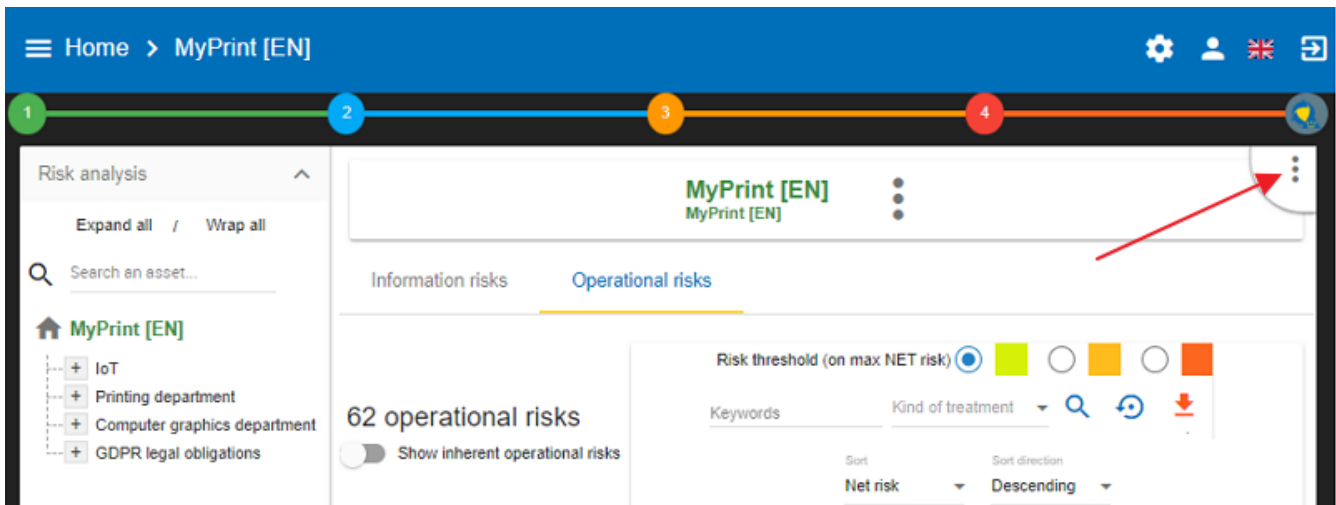 Home > MyPrint [EN]
1 2 3 4
Risk analysis
Expand all / Wrap all
Search an asset...
MyPrint [EN]
+ IoT
+ Printing department
+ Computer graphics department
+ GDPR legal obligations
MyPrint [EN]
MyPrint [EN]
Information risks Operational risks
Risk threshold (on max NET risk)
62 operational risks
Keywords Kind of treatment
Show inherent operational risks
Sort Sort direction
Net risk Descending